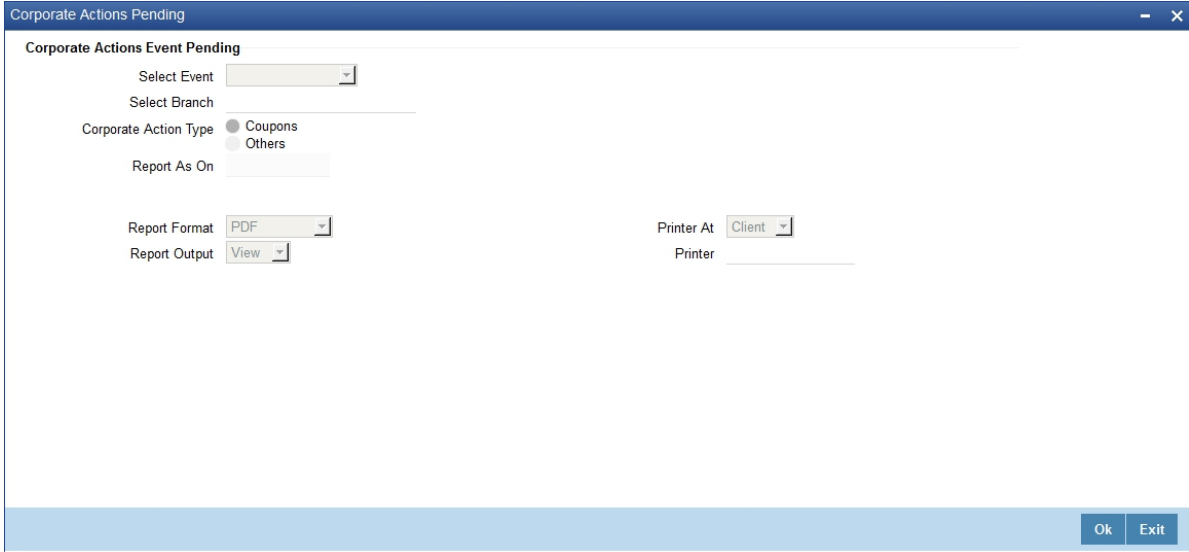 Corporate Actions Pending
Corporate Actions Event Pending
Select Event
Select Branch
Corporate Action Type Coupons
Others
Report As On
Report Format PDF Printer At Client
Report Output View Printer
Ok Exit